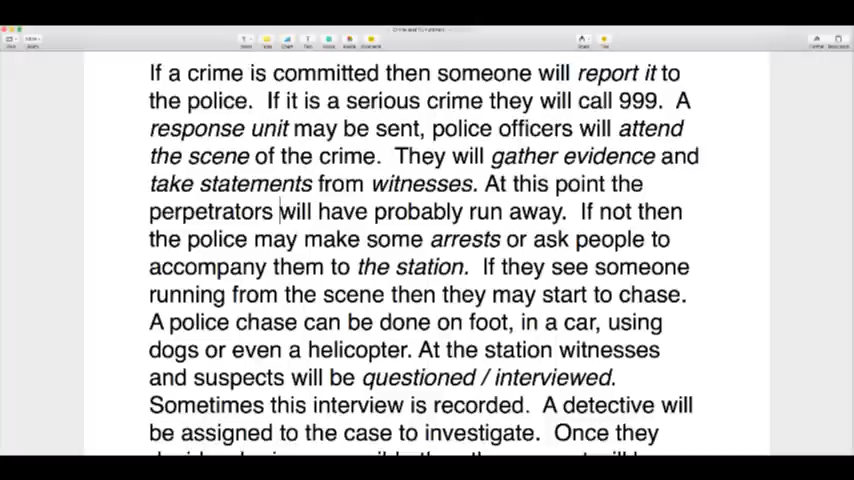 If a crime is committed then someone will report it to
the police.  If it is a serious crime they will call 999.  A
response unit may be sent, police officers will attend
the scene of the crime.  They will gather evidence and
take statements from witnesses. At this point the
perpetrators will have probably run away.  If not then
the police may make some arrests or ask people to
accompany them to the station.  If they see someone
running from the scene then they may start to chase.
A police chase can be done on foot, in a car, using
dogs or even a helicopter. At the station witnesses
and suspects will be questioned / interviewed.
Sometimes this interview is recorded.  A detective will
be assigned to the case to investigate.  Once they